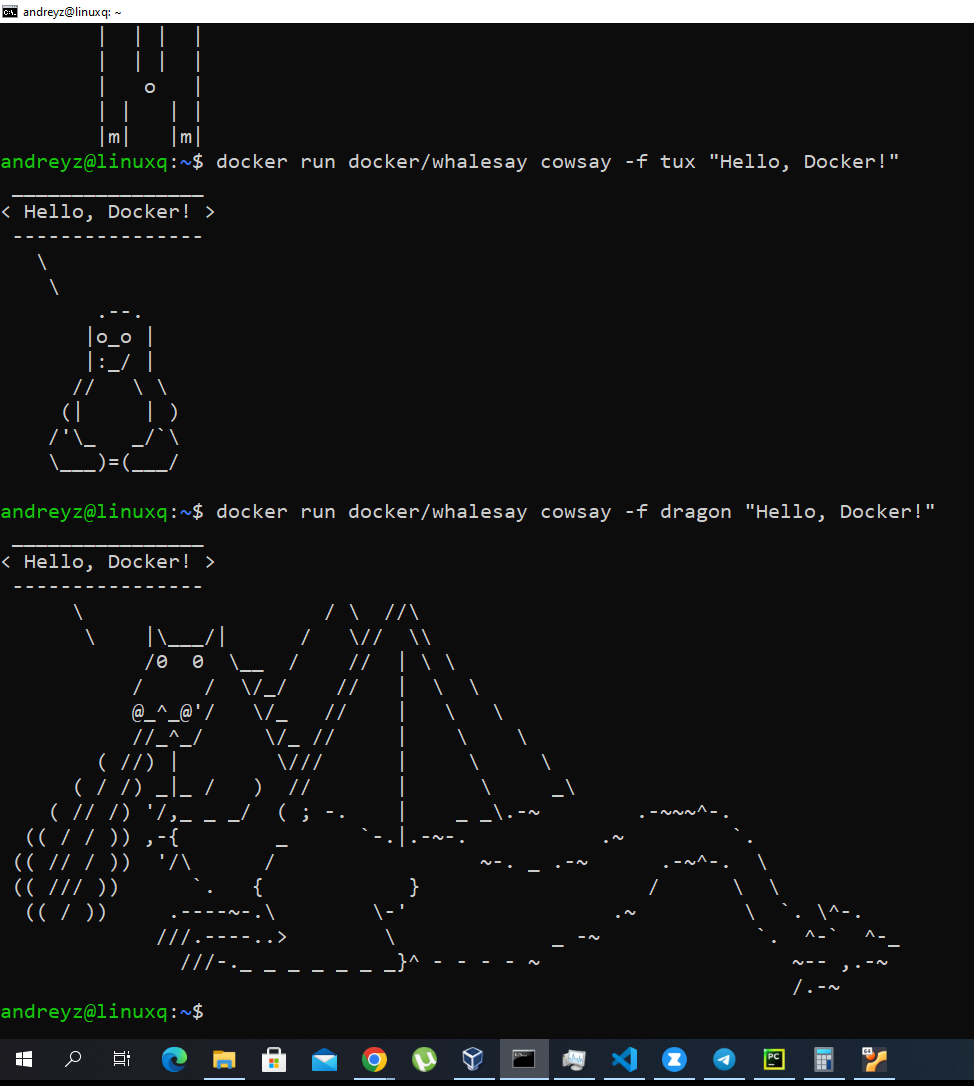 andreyz@linuxq: ~
          |   | |   |
          |   | |   |
          |   o     |
          | |     | |
          |m|     |m|
andreyz@linuxq:~$ docker run docker/whalesay cowsay -f tux "Hello, Docker!"
 ________________
< Hello, Docker! >
 ----------------
   \
    \
        .--.
       |o_o |
       |:_/ |
      //   \ \
     (|     | )
    /'\_   _/`\
    \___)=(___/
andreyz@linuxq:~$ docker run docker/whalesay cowsay -f dragon "Hello, Docker!"
 ________________
< Hello, Docker! >
 ----------------
      \                    / \  //\
       \    |\___/|      /   \//  \\
            /0  0  \__  /    //  | \ \
           /     /  \/_/    //   |  \  \
           @_^_@'/   \/_   //    |   \   \
           //_^_/     \/_ //     |    \    \
        ( //) |        \///      |     \     \
      ( / /) _|_ /   )  //       |      \     _\
    ( // /) '/,_ _ _/  ( ; -.    |    _ _\.-~        .-~~~^-.
  (( / / )) ,-{        _      `-.|.-~-.           .~         `.
 (( // / ))  '/\      /                 ~-. _ .-~      .-~^-.  \
 (( /// ))      `.   {            }                   /      \  \
  (( / ))     .----~-.\        \-'                 .~         \  `. \^-.
             ///.----..>        \             _ -~             `.  ^-`  ^-_
               ///-._ _ _ _ _ _ _}^ - - - - ~                     ~-- ,.-~
                                                                  /.-~
andreyz@linuxq:~$
PC